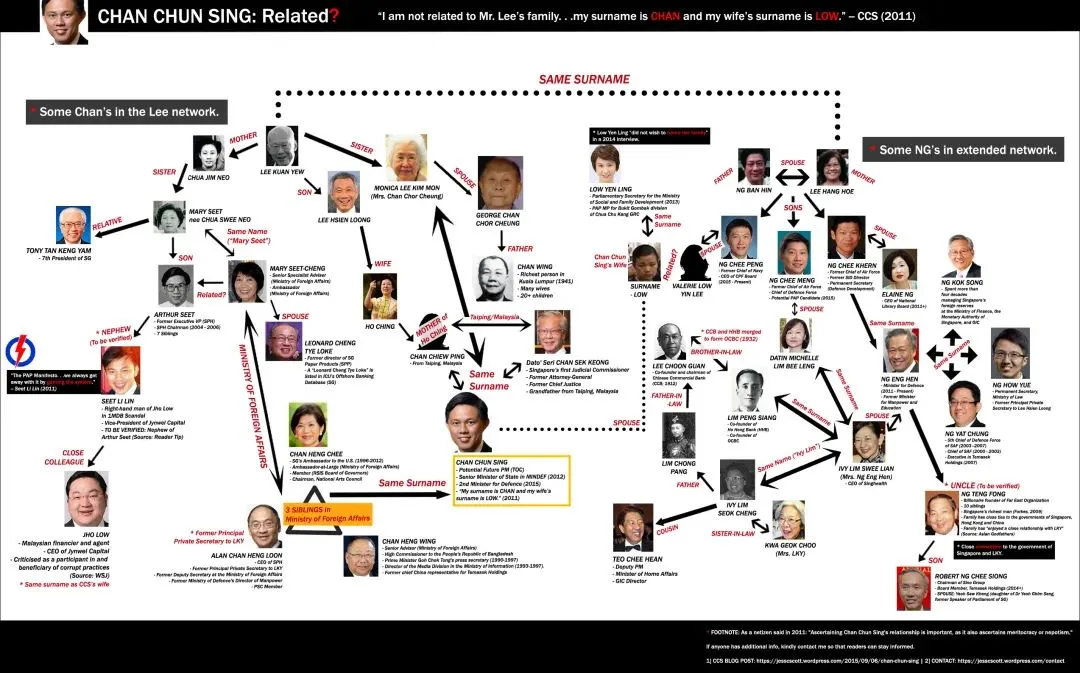 CHAN CHUN SING: Related?
"I am not related to Mr. Lee's family. . .my surname is CHAN and my wife's surname is LOW." – CCS (2011)
SAME SURNAME
* Some Chan's in the Lee network.
* Some NG's in extended network.
MOTHER
CHUA JIM NEO
LEE KUAN YEW
SISTER
SISTER
SON
MONICA LEE KIM MON
(Mrs. Chan Chor Cheung)
LEE HSIEN LOONG
SPOUSE
GEORGE CHAN
CHOR CHEUNG
MARY SEET
nee CHUA SWEE NEO
RELATIVE
TONY TAN KENG YAM
- 7th President of SG
Same Name
("Mary Seet")
SON
Related?
ARTHUR SEET
- Former Executive VP (SPH)
- SPH Chairman (2004 - 2006)
- 7 Siblings
MARY SEET-CHENG
- Senior Specialist Adviser
(Ministry of Foreign Affairs)
- Ambassador
(Ministry of Foreign Affairs)
SPOUSE
LEONARD CHENG
TYE LOKE
- Former director of SG
Paper Products (SPP)
- A "Leonard Cheng Tye Loke" is
listed in ICIJ's Offshore Banking
Database (SG)
WIFE
HO CHING
FATHER
CHAN WING
- Richest person in
Kuala Lumpur (1941)
- Many wives
- 20+ children
MOTHER of
Ho Ching
CHAN CHIEW PING
- From Taiping, Malaysia
Taiping/Malaysia
Dato' Seri CHAN SEK KEONG
- Singapore's first Judicial Commissioner
- Former Attorney-General
- Former Chief Justice
- Grandfather from Taiping, Malaysia
Same
Surname
* NEPHEW
(To be verified)
"The PAP Manifesto. . .we always get
away with it by gaming the system."
– Seet Li Lin (2011)
SEET LI LIN
- Right-hand man of Jho Low
in 1MDB Scandal
- Vice-President of Jynwel Capital
- TO BE VERIFIED: Nephew of
Arthur Seet (Source: Reader Tip)
CLOSE
COLLEAGUE
JHO LOW
- Malaysian financier and agent
- CEO of Jynwel Capital
- Criticised as a participant in and
beneficiary of corrupt practices
(Source: WSJ)
* Same surname as CCS's wife
MINISTRY OF FOREIGN AFFAIRS
CHAN HENG CHEE
- SG's Ambassador to the U.S. (1996-2012)
- Ambassador-at-Large (Ministry of Foreign Affairs)
- Member (RSIS Board of Governors)
- Chairman, National Arts Council
Same Surname
3 SIBLINGS in
Ministry of Foreign Affairs
* Former Principal
Private Secretary to LKY
ALAN CHAN HENG LOON
- CEO of SPH
- Former Principal Private Secretary to LKY
- Former Deputy Secretary at the Ministry of Foreign Affairs
- Former Ministry of Defence's Director of Manpower
- PSC Member
CHAN HENG WING
- Senior Advisor (Ministry of Foreign Affairs)
- High Commissioner to the People's Republic of Bangladesh
- Prime Minister Goh Chok Tong's press secretary (1990-1997)
- Director of the Media Division in the Ministry of Information (1993-1997).
- Former chief China representative for Temasek Holdings
CHAN CHUN SING
- Potential Future PM (TOC)
- Senior Minister of State in MINDEF (2012)
- 2nd Minister for Defence (2015)
- "My surname is CHAN and my wife's
surname is LOW." (2011)
SPOUSE
* Low Yen Ling "did not wish to name her family"
in a 2014 interview.
LOW YEN LING
- Parliamentary Secretary for the Ministry
of Social and Family Development (2013)
- PAP MP for Bukit Gombak division
of Chua Chu Kang GRC
Same
Surname
Chan Chun
Sing's Wife
SURNAME
- LOW
Related?
VALERIE LOW
YIN LEE
SPOUSE
FATHER
NG BAN HIN
SPOUSE
LEE HANG HOE
MOTHER
SONS
NG CHEE PENG
- Former Chief of Navy
- CEO of CPF Board
(2015 - Present)
NG CHEE MENG
- Former Chief of Air Force
- Chief of Defence Force
- Potential PAP Candidate (2015)
NG CHEE KHERN
- Former Chief of Air Force
- Former SID Director
- Permanent Secretary
(Defence Development)
SPOUSE
ELAINE NG
- CEO of National
Library Board (2011+)
NG KOK SONG
- Spent more than
four decades
managing Singapore's
foreign reserves
at the Ministry of Finance, the
Monetary Authority of
Singapore, and GIC
SPOUSE
DATIN MICHELLE
LIM BEE LENG
* CCB and HHB merged
to form OCBC (1932)
LEE CHOON GUAN
- Co-founder and chairman of
Chinese Commercial Bank
(CCB; 1912)
BROTHER-IN-LAW
LIM PENG SIANG
- Co-founder of
Ho Hong Bank (HHB)
- Co-founder of
OCBC
FATHER-IN
-LAW
LIM CHONG
PANG
FATHER
Same Surname
Same Surname
Same Name ("Ivy Lim")
IVY LIM
SEOK CHENG
COUSIN
TEO CHEE HEAN
- Deputy PM
- Minister of Home Affairs
- GIC Director
SISTER-IN-LAW
KWA GEOK CHOO
(Mrs. LKY)
Same Surname
NG ENG HEN
- Minister for Defence
(2011 - Present)
- Former Minister
for Manpower and
Education
SPOUSE
IVY LIM SWEE LIAN
(Mrs. Ng Eng Hen)
- CEO of Singhealth
Same Surname
NG HOW YUE
- Permanent Secretary,
Ministry of Law
- Former Principal Private
Secretary to Lee Hsien Loong
NG YAT CHUNG
- 5th Chief of Defence Force
of SAF (2003–2007)
- Chief of SAF (2000 - 2002)
- Executive in Temasek
Holdings (2007)
* UNCLE (To be verified)
NG TENG FONG
- Billionaire founder of Far East Organization
- 10 siblings
- Singapore's richest man (Forbes, 2009)
- Family has close ties to the governments of Singapore,
Hong Kong and China
- Family has "enjoyed a close relationship with LKY"
(Source: Asian Godfathers)
* Close connection to the government of
Singapore and LKY.
SON
ROBERT NG CHEE SIONG
- Chairman of Sino Group
- Board Member, Temasek Holdings (2014+)
- SPOUSE: Yeoh Saw Kheng (daughter of Dr Yeoh Ghim Seng,
former Speaker of Parliament of SG)
* FOOTNOTE: As a netizen said in 2011: "Ascertaining Chan Chun Sing's relationship is important, as it also ascertains meritocracy or nepotism."
If anyone has additional info, kindly contact me so that readers can stay informed.
1] CCS BLOG POST: https://jesscscott.wordpress.com/2015/09/06/chan-chun-sing | 2] CONTACT: https://jesscscott.wordpress.com/contact